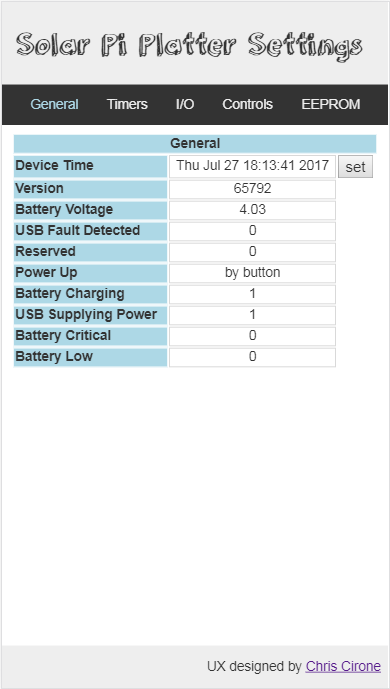 Solar Pi Platter Settings
General Timers I/O Controls EEPROM
General
Device Time Thu Jul 27 18:13:41 2017 set
Version 65792
Battery Voltage 4.03
USB Fault Detected 0
Reserved 0
Power Up by button
Battery Charging 1
USB Supplying Power 1
Battery Critical 0
Battery Low 0
UX designed by Chris Cirone